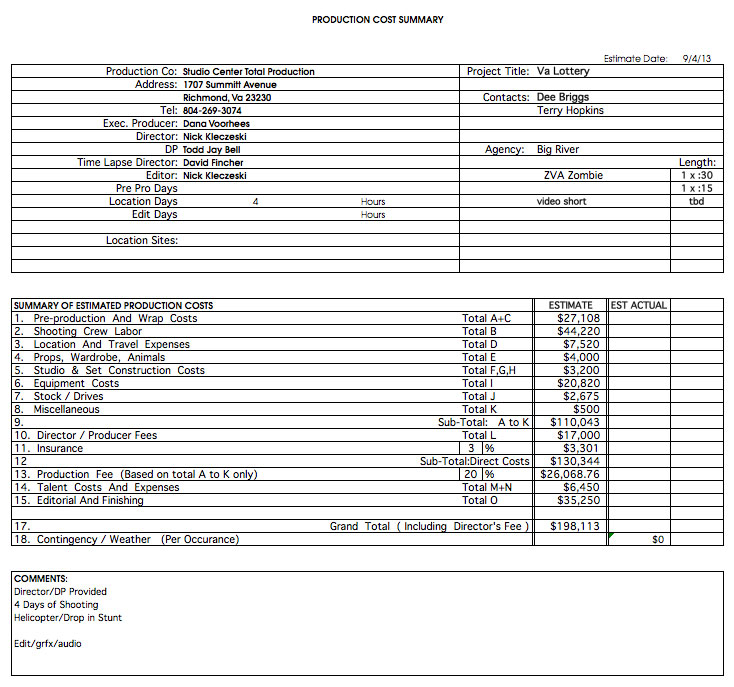 PRODUCTION COST SUMMARY
Estimate Date: 9/4/13
Production Co: Studio Center Total Production Project Title: Va Lottery
Address: 1707 Summitt Avenue
Richmond, Va 23230 Contacts: Dee Briggs
Tel: 804-269-3074 Terry Hopkins
Exec. Producer: Dana Voorhees
Director: Nick Kleczeski
DP Todd Jay Bell Agency: Big River
Time Lapse Director: David Fincher Length:
Editor: Nick Kleczeski ZVA Zombie 1 x :30
Pre Pro Days 1 x :15
Location Days 4 Hours video short tbd
Edit Days Hours
Location Sites:
SUMMARY OF ESTIMATED PRODUCTION COSTS ESTIMATE EST ACTUAL
1. Pre-production And Wrap Costs Total A+C $27,108
2. Shooting Crew Labor Total B $44,220
3. Location And Travel Expenses Total D $7,520
4. Props, Wardrobe, Animals Total E $4,000
5. Studio & Set Construction Costs Total F,G,H $3,200
6. Equipment Costs Total I $20,820
7. Stock / Drives Total J $2,675
8. Miscellaneous Total K $500
9. Sub-Total: A to K $110,043
10. Director / Producer Fees Total L $17,000
11. Insurance 3 % $3,301
12. Sub-Total:Direct Costs $130,344
13. Production Fee (Based on total A to K only) 20 % $26,068.76
14. Talent Costs And Expenses Total M+N $6,450
15. Editorial And Finishing Total O $35,250
17. Grand Total ( Including Director's Fee ) $198,113
18. Contingency / Weather (Per Occurance) $0
COMMENTS:
Director/DP Provided
4 Days of Shooting
Helicopter/Drop in Stunt
Edit/grfx/audio